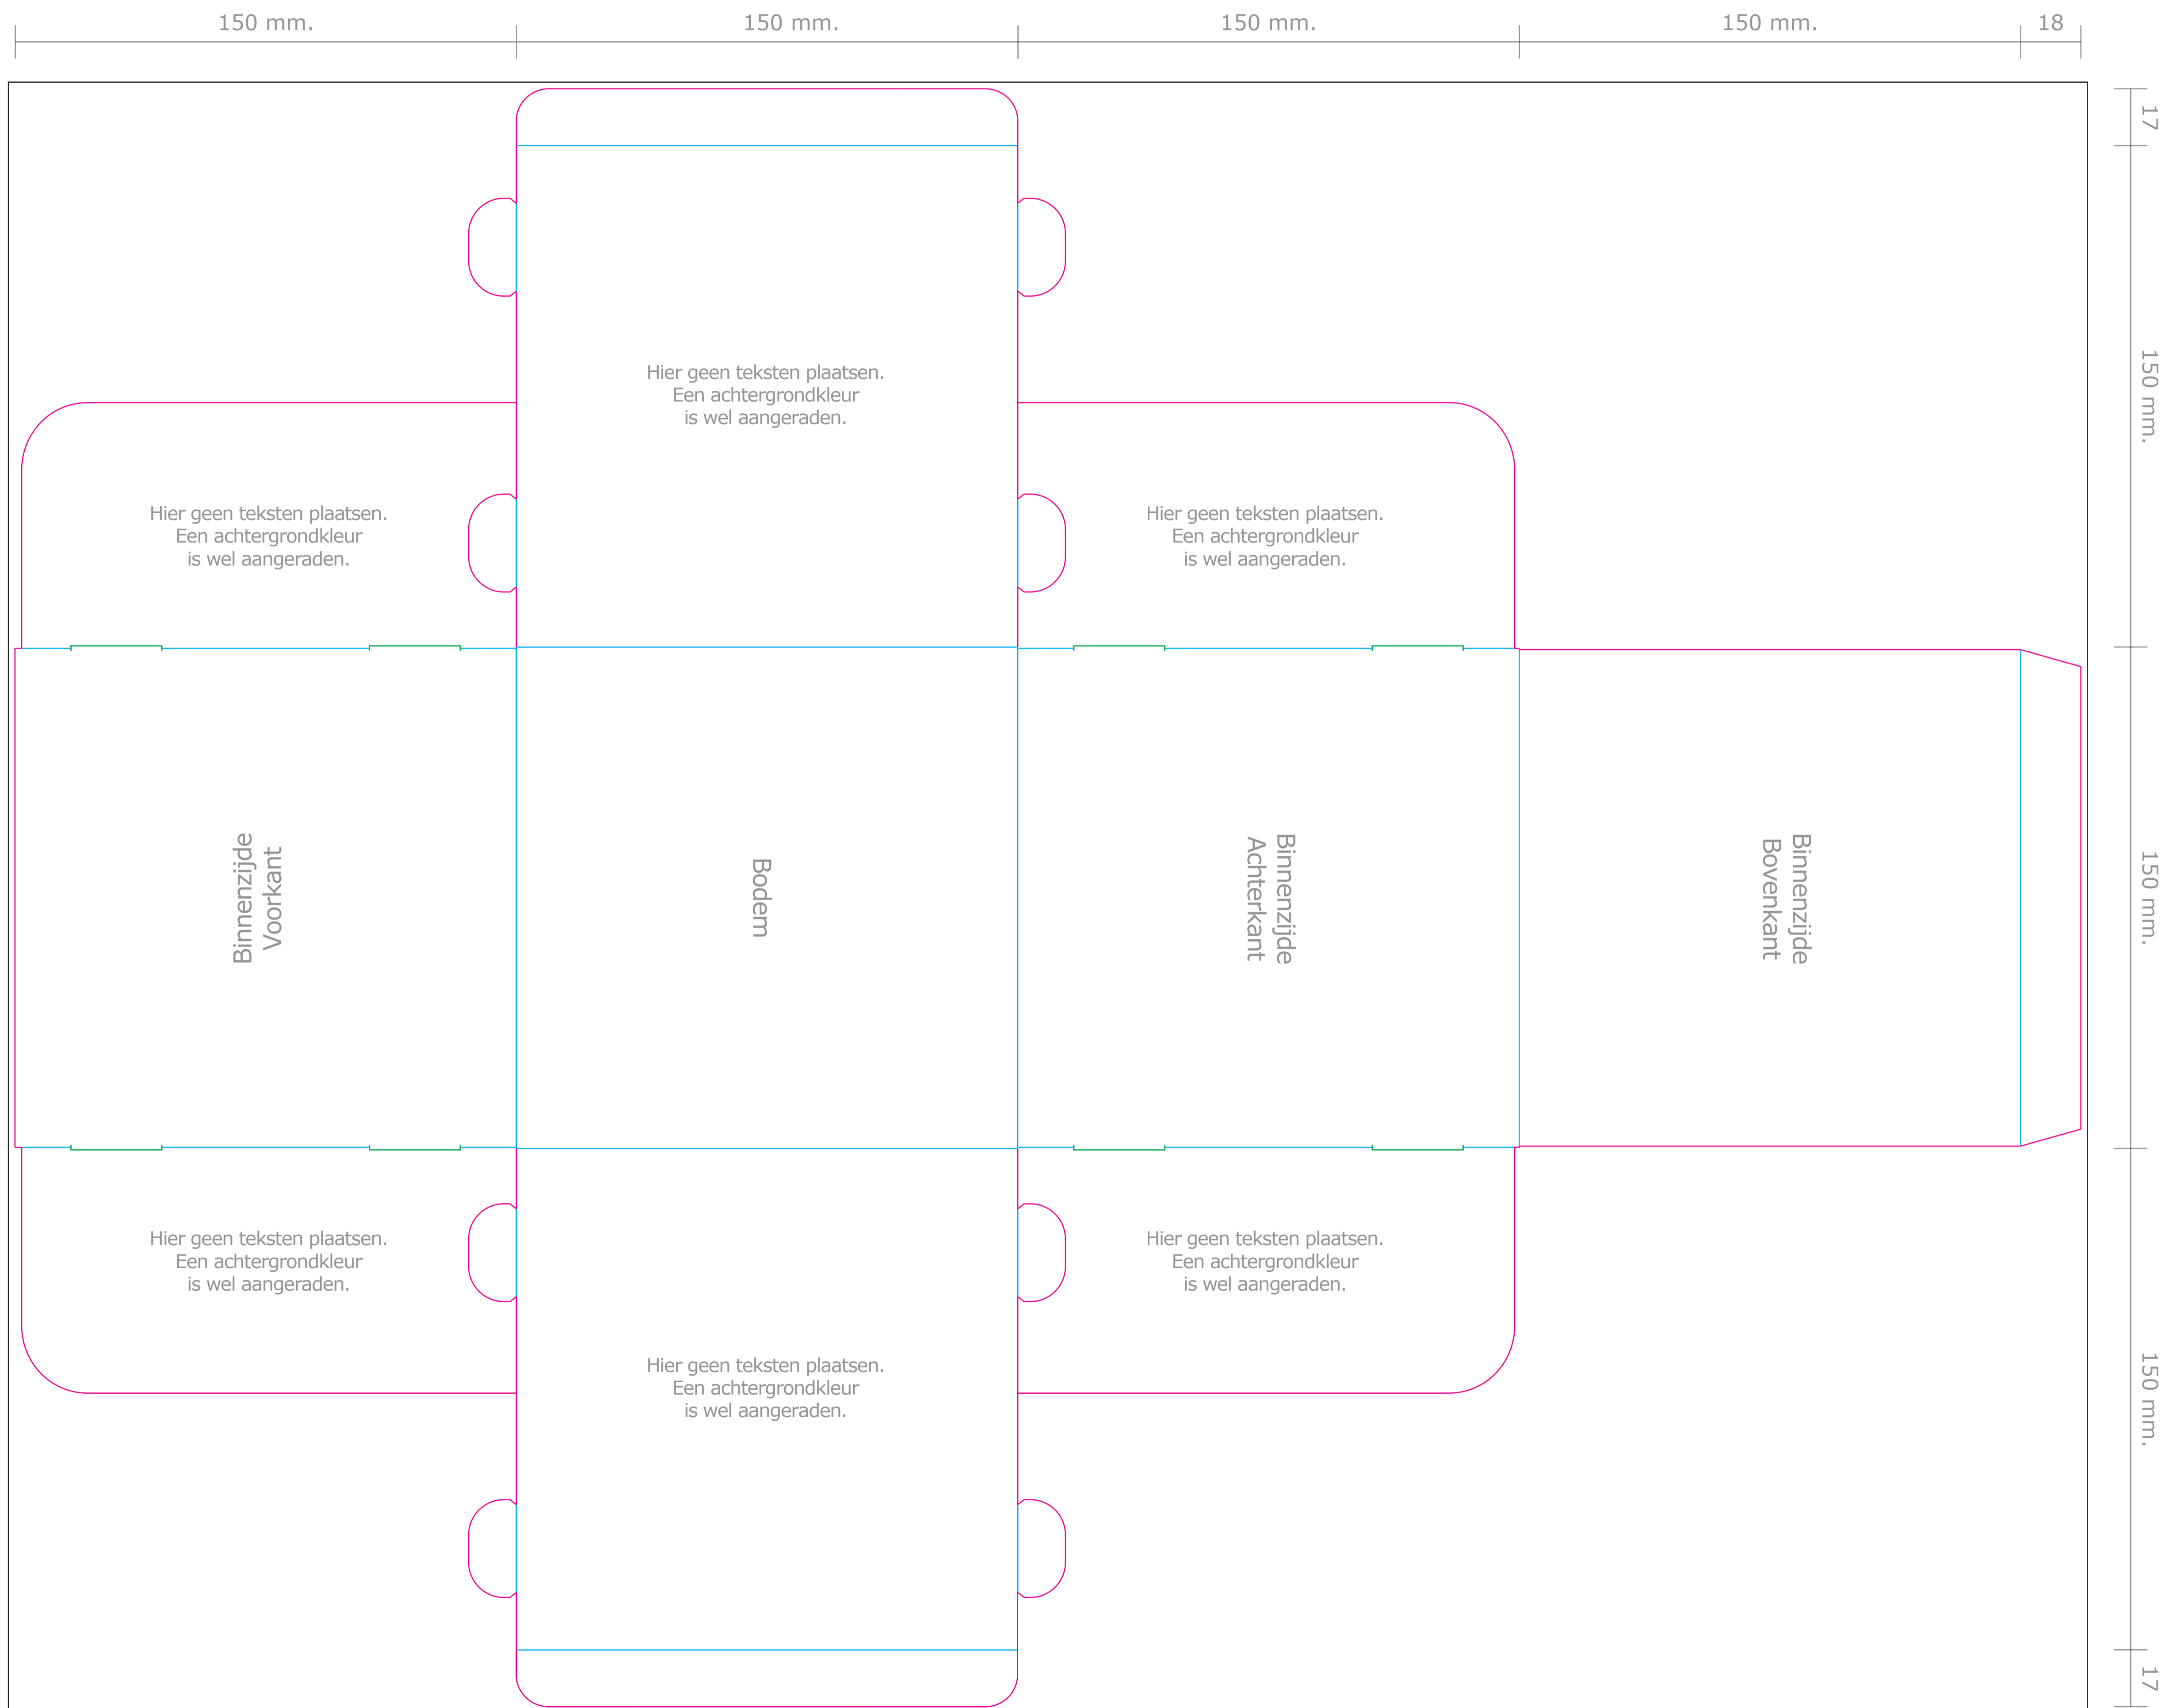 150 mm.
150 mm.
150 mm.
150 mm.
18
17
150 mm.
Hier geen teksten plaatsen.
Een achtergrondkleur
is wel aangeraden.
Hier geen teksten plaatsen.
Een achtergrondkleur
is wel aangeraden.
Hier geen teksten plaatsen.
Een achtergrondkleur
is wel aangeraden.
Binnenzijde
Voorkant
Bodem
Binnenzijde
Achterkant
Binnenzijde
Bovenkant
150 mm.
Hier geen teksten plaatsen.
Een achtergrondkleur
is wel aangeraden.
Hier geen teksten plaatsen.
Een achtergrondkleur
is wel aangeraden.
Hier geen teksten plaatsen.
Een achtergrondkleur
is wel aangeraden.
150 mm.
17